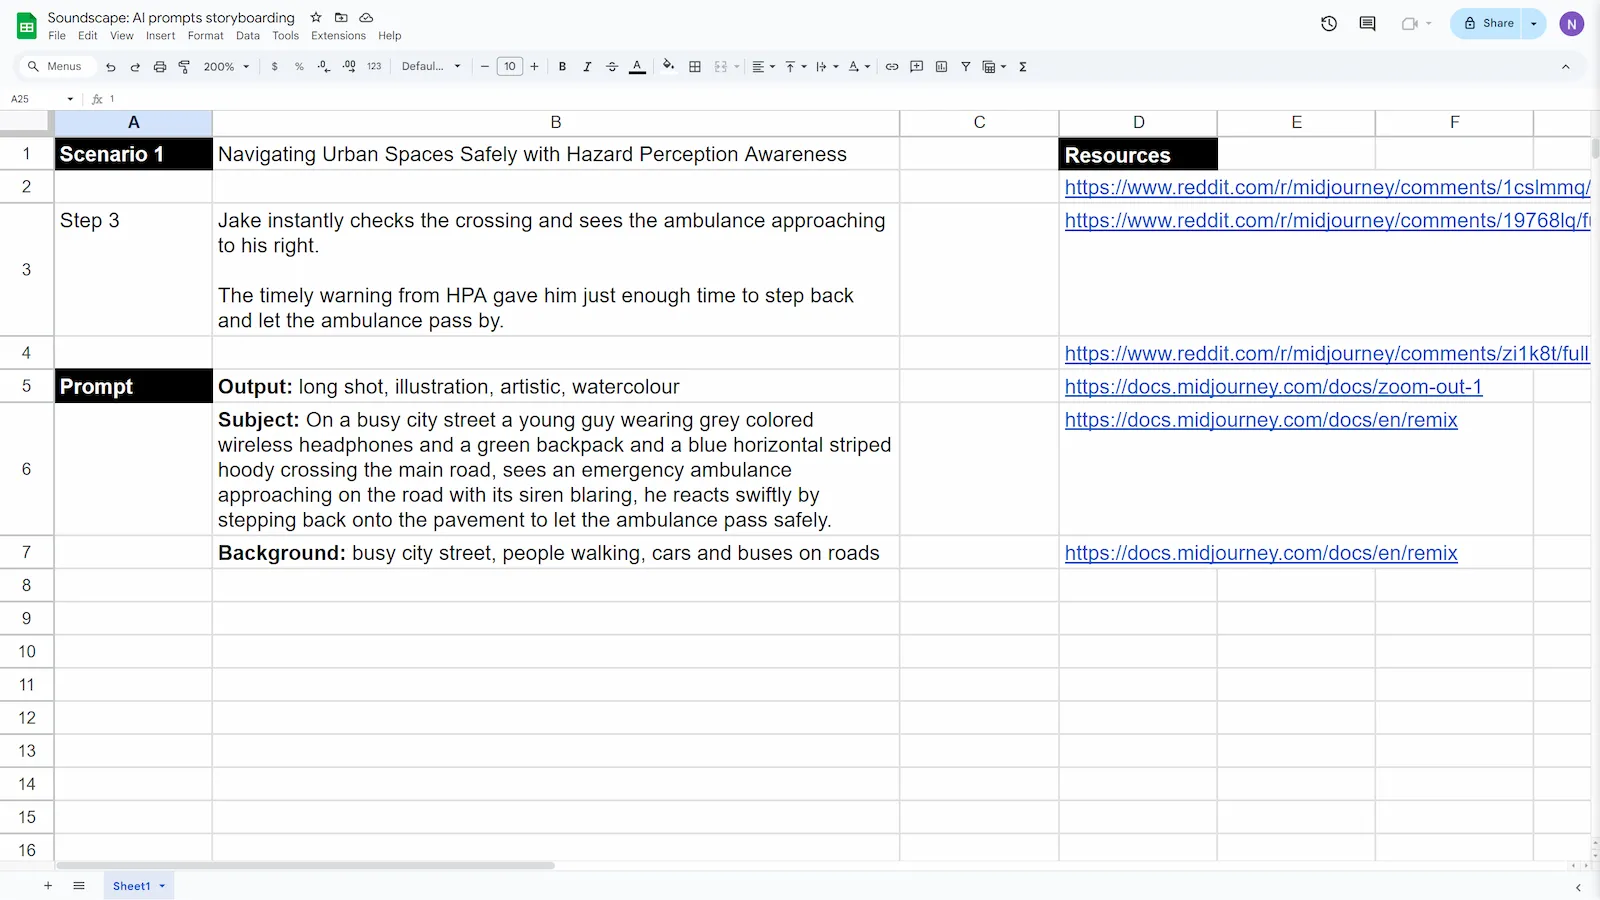 Soundscape: AI prompts storyboarding
File Edit View Insert Format Data Tools Extensions Help
Share
N
Menus 200% $ % .0 .00 123 Defaul... − 10 + B I A Σ
A25 fx 1
A B C D E F
1 Scenario 1 Navigating Urban Spaces Safely with Hazard Perception Awareness Resources
2 https://www.reddit.com/r/midjourney/comments/1cslmmq/
3 Step 3 Jake instantly checks the crossing and sees the ambulance approaching https://www.reddit.com/r/midjourney/comments/19768lq/fu
to his right.
The timely warning from HPA gave him just enough time to step back
and let the ambulance pass by.
4 https://www.reddit.com/r/midjourney/comments/zi1k8t/full
5 Prompt Output: long shot, illustration, artistic, watercolour https://docs.midjourney.com/docs/zoom-out-1
6 Subject: On a busy city street a young guy wearing grey colored https://docs.midjourney.com/docs/en/remix
wireless headphones and a green backpack and a blue horizontal striped
hoody crossing the main road, sees an emergency ambulance
approaching on the road with its siren blaring, he reacts swiftly by
stepping back onto the pavement to let the ambulance pass safely.
7 Background: busy city street, people walking, cars and buses on roads https://docs.midjourney.com/docs/en/remix
8
9
10
11
12
13
14
15
16
Sheet1